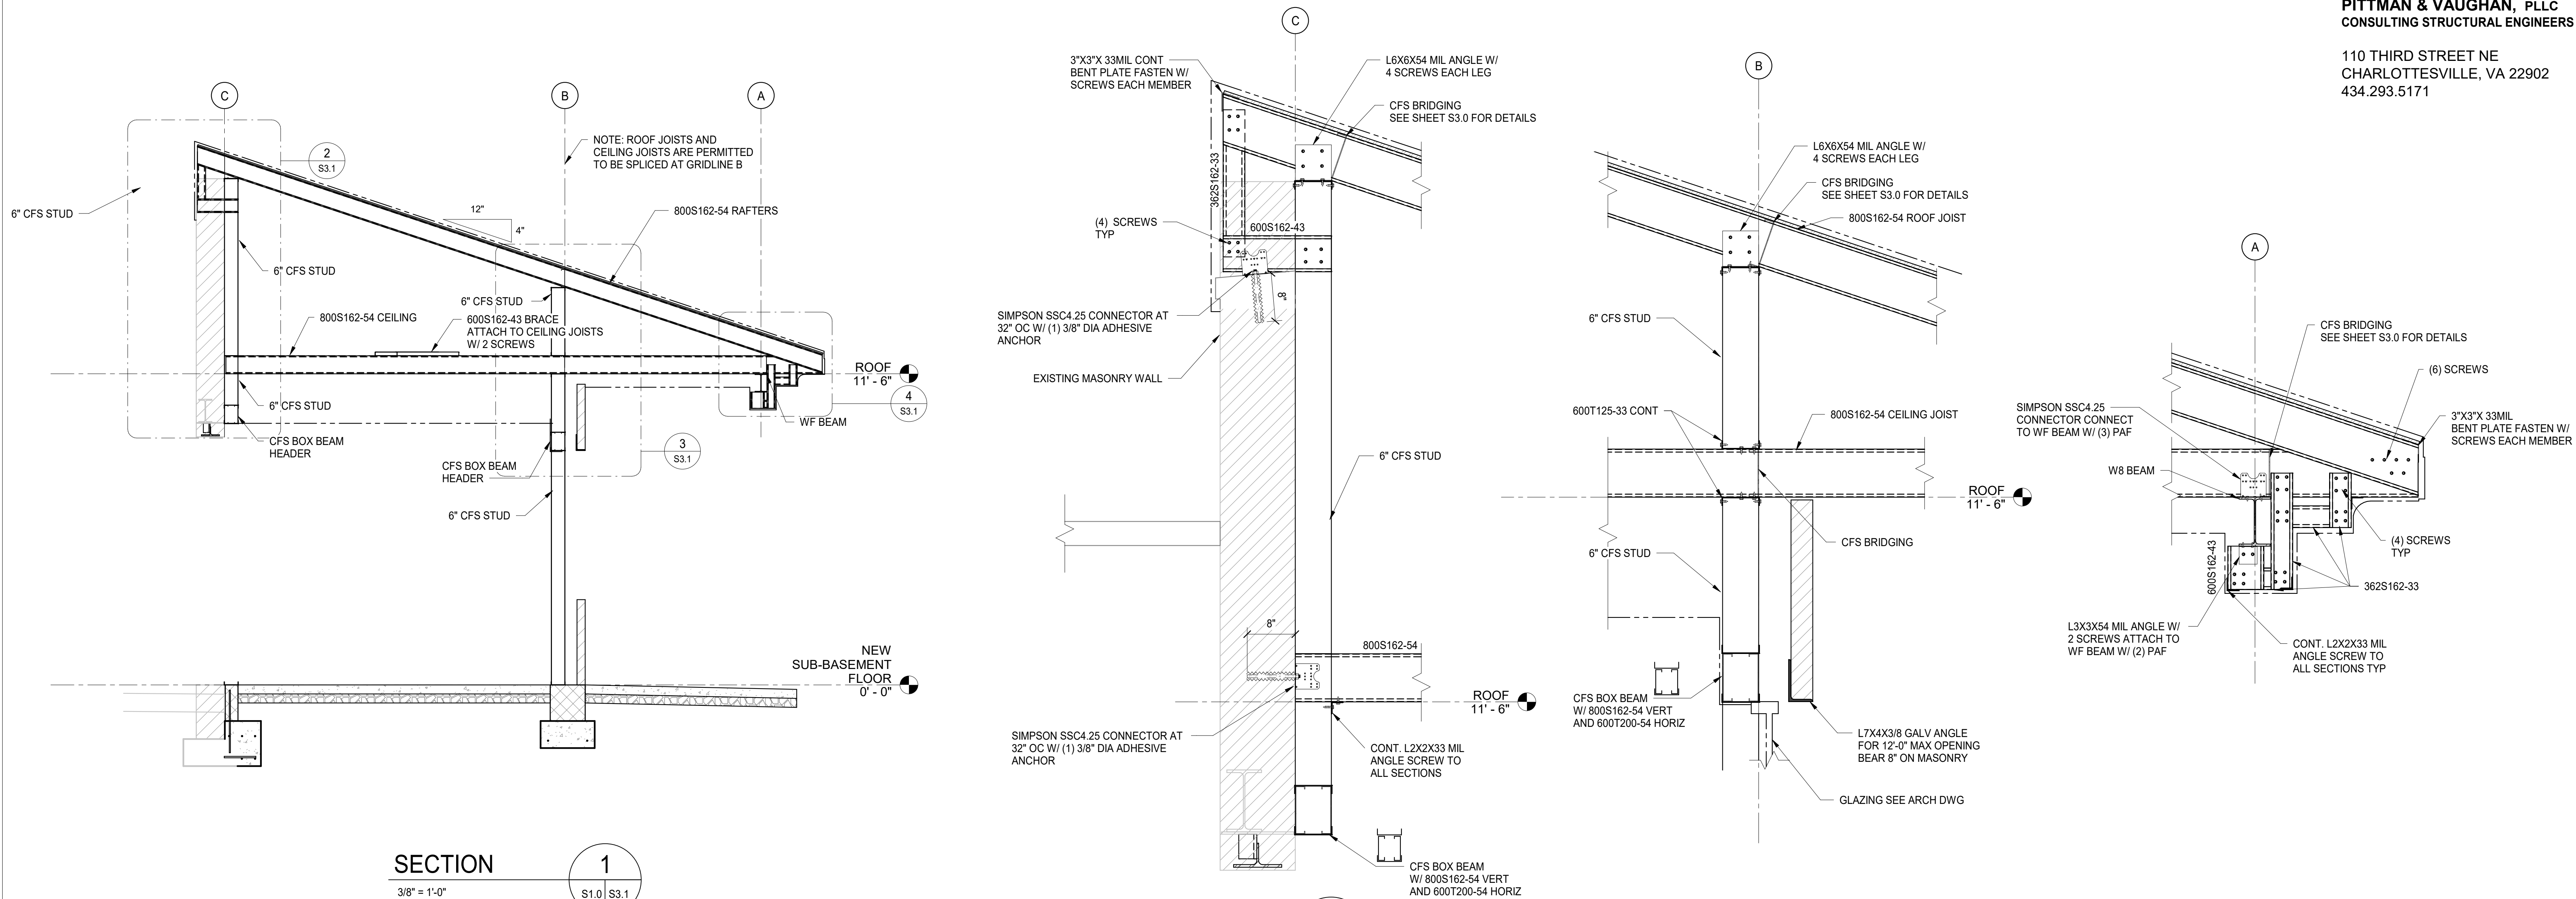 PITTMAN & VAUGHAN, PLLC
CONSULTING STRUCTURAL ENGINEERS
110 THIRD STREET NE
CHARLOTTESVILLE, VA 22902
434.293.5171
C
B
A
NOTE: ROOF JOISTS AND
CEILING JOISTS ARE PERMITTED
TO BE SPLICED AT GRIDLINE B
2
S3.1
6" CFS STUD
12"
4"
800S162-54 RAFTERS
6" CFS STUD
6" CFS STUD
800S162-54 CEILING
600S162-43 BRACE
ATTACH TO CEILING JOISTS
W/ 2 SCREWS
ROOF
11' - 6"
4
S3.1
6" CFS STUD
WF BEAM
CFS BOX BEAM
HEADER
3
S3.1
CFS BOX BEAM
HEADER
6" CFS STUD
NEW
SUB-BASEMENT
FLOOR
0' - 0"
SECTION
3/8" = 1'-0"
1
S1.0 S3.1
C
3"X3"X 33MIL CONT
BENT PLATE FASTEN W/
SCREWS EACH MEMBER
L6X6X54 MIL ANGLE W/
4 SCREWS EACH LEG
CFS BRIDGING
SEE SHEET S3.0 FOR DETAILS
362S162-33
(4) SCREWS
TYP
600S162-43
8"
SIMPSON SSC4.25 CONNECTOR AT
32" OC W/ (1) 3/8" DIA ADHESIVE
ANCHOR
EXISTING MASONRY WALL
6" CFS STUD
8"
800S162-54
ROOF
11' - 6"
SIMPSON SSC4.25 CONNECTOR AT
32" OC W/ (1) 3/8" DIA ADHESIVE
ANCHOR
CONT. L2X2X33 MIL
ANGLE SCREW TO
ALL SECTIONS
CFS BOX BEAM
W/ 800S162-54 VERT
AND 600T200-54 HORIZ
B
L6X6X54 MIL ANGLE W/
4 SCREWS EACH LEG
CFS BRIDGING
SEE SHEET S3.0 FOR DETAILS
800S162-54 ROOF JOIST
6" CFS STUD
600T125-33 CONT
800S162-54 CEILING JOIST
ROOF
11' - 6"
6" CFS STUD
CFS BRIDGING
CFS BOX BEAM
W/ 800S162-54 VERT
AND 600T200-54 HORIZ
L7X4X3/8 GALV ANGLE
FOR 12'-0" MAX OPENING
BEAR 8" ON MASONRY
GLAZING SEE ARCH DWG
A
CFS BRIDGING
SEE SHEET S3.0 FOR DETAILS
(6) SCREWS
SIMPSON SSC4.25
CONNECTOR CONNECT
TO WF BEAM W/ (3) PAF
3"X3"X 33MIL
BENT PLATE FASTEN W/
SCREWS EACH MEMBER
W8 BEAM
(4) SCREWS
TYP
600S162-43
362S162-33
L3X3X54 MIL ANGLE W/
2 SCREWS ATTACH TO
WF BEAM W/ (2) PAF
CONT. L2X2X33 MIL
ANGLE SCREW TO
ALL SECTIONS TYP